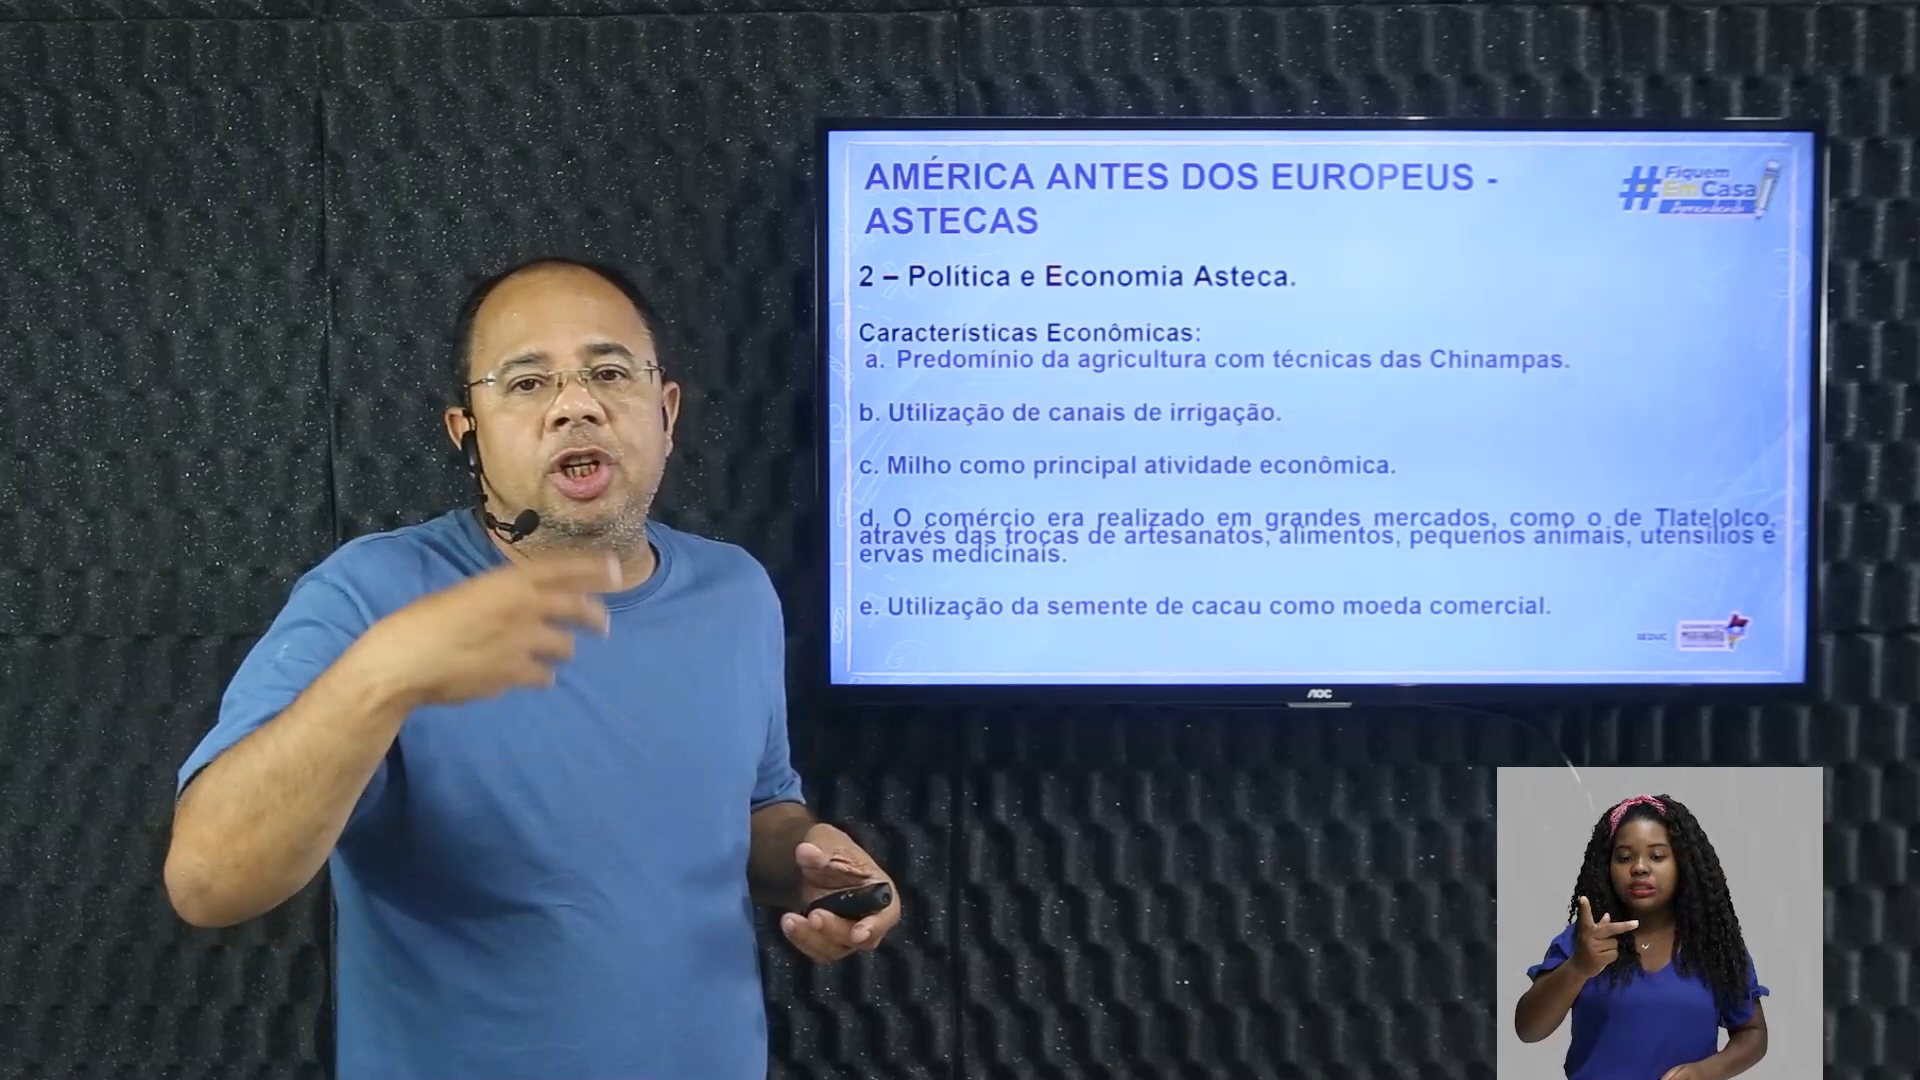 AMÉRICA ANTES DOS EUROPEUS -
ASTECAS
#Fiquem
EmCasa
Aprendendo
2 – Política e Economia Asteca.
Características Econômicas:
a. Predomínio da agricultura com técnicas das Chinampas.
b. Utilização de canais de irrigação.
c. Milho como principal atividade econômica.
d. O comércio era realizado em grandes mercados, como o de Tlatelolco,
através das trocas de artesanatos, alimentos, pequenos animais, utensílios e
ervas medicinais.
e. Utilização da semente de cacau como moeda comercial.
SEDUC
AOC